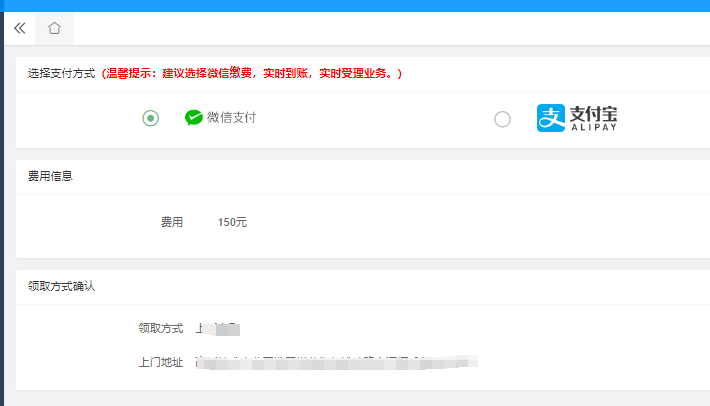 选择支付方式（温馨提示：建议选择微信缴费，实时到账，实时受理业务。）
微信支付
支付宝
ALIPAY
费用信息
费用 150元
领取方式确认
领取方式 上
上门地址